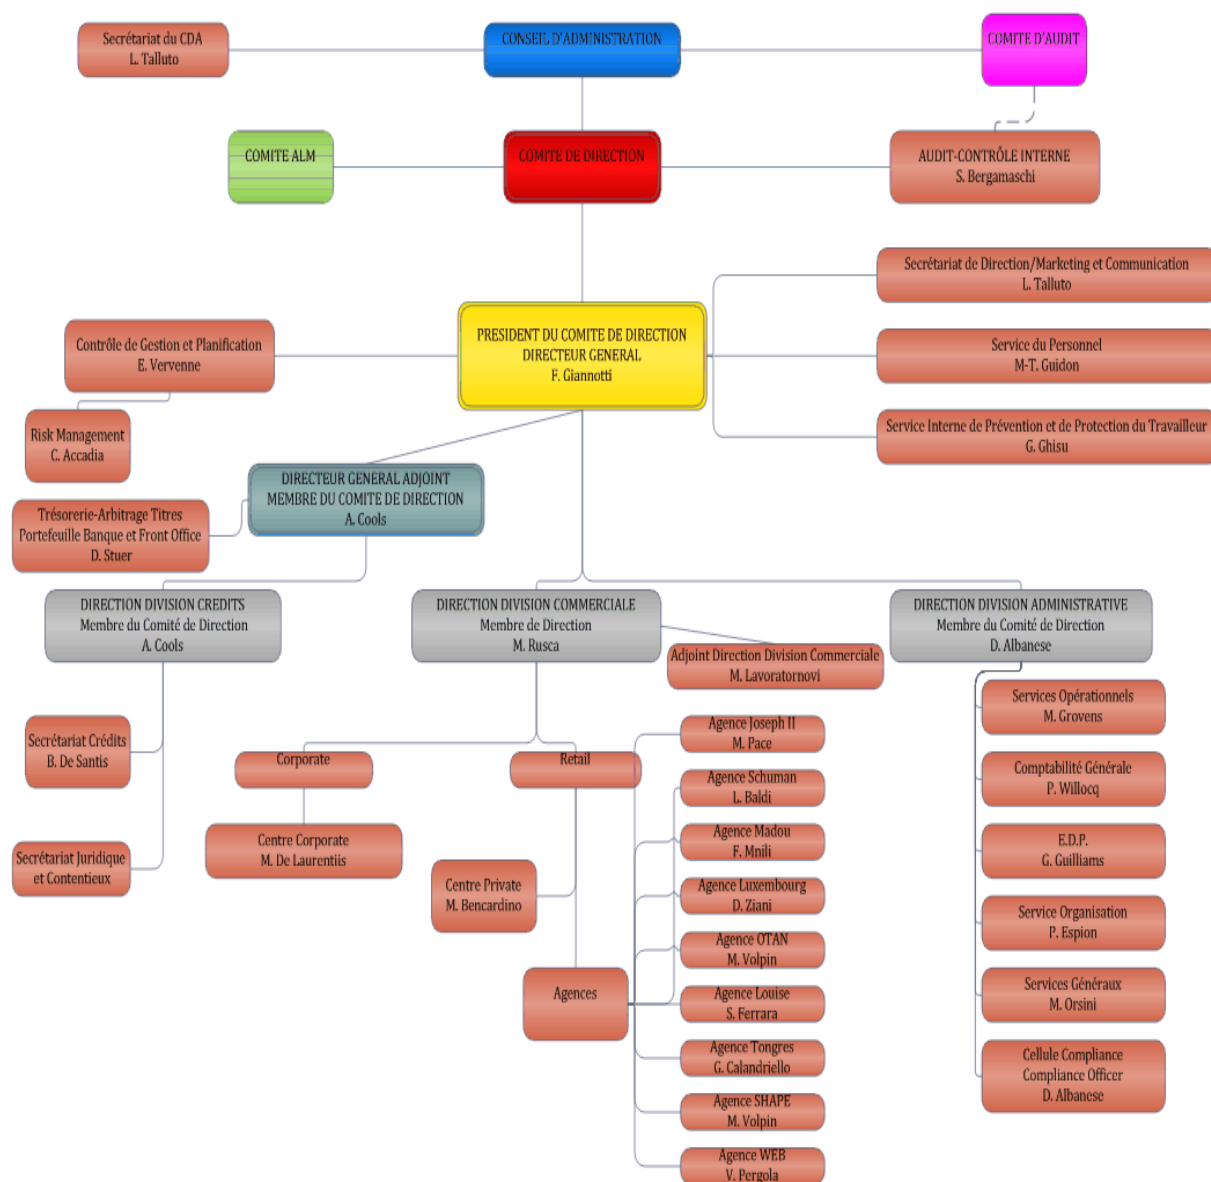 Secrétariat du CDA
L. Talluto
CONSEIL D'ADMINISTRATION
COMITE D'AUDIT
COMITE ALM
COMITE DE DIRECTION
AUDIT-CONTRÔLE INTERNE
S. Bergamaschi
Secrétariat de Direction/Marketing et Communication
L. Talluto
Contrôle de Gestion et Planification
E. Vervenne
PRESIDENT DU COMITE DE DIRECTION
DIRECTEUR GENERAL
F. Giannotti
Service du Personnel
M-T. Guidon
Risk Management
C. Accadia
Service Interne de Prévention et de Protection du Travailleur
G. Ghisu
DIRECTEUR GENERAL ADJOINT
MEMBRE DU COMITE DE DIRECTION
A. Cools
Trésorerie-Arbitrage Titres
Portefeuille Banque et Front Office
D. Stuer
DIRECTION DIVISION CREDITS
Membre du Comité de Direction
A. Cools
DIRECTION DIVISION COMMERCIALE
Membre de Direction
M. Rusca
DIRECTION DIVISION ADMINISTRATIVE
Membre du Comité de Direction
D. Albanese
Adjoint Direction Division Commerciale
M. Lavoratornovi
Secrétariat Crédits
B. De Santis
Secrétariat Juridique
et Contentieux
Corporate
Centre Corporate
M. De Laurentiis
Retail
Centre Private
M. Bencardino
Agences
Agence Joseph II
M. Pace
Agence Schuman
L. Baldi
Agence Madou
F. Mnili
Agence Luxembourg
D. Ziani
Agence OTAN
M. Volpin
Agence Louise
S. Ferrara
Agence Tongres
G. Calandriello
Agence SHAPE
M. Volpin
Agence WEB
V. Pergola
Services Opérationnels
M. Grovens
Comptabilité Générale
P. Willocq
E.D.P.
G. Guilliams
Service Organisation
P. Espion
Services Généraux
M. Orsini
Cellule Compliance
Compliance Officer
D. Albanese